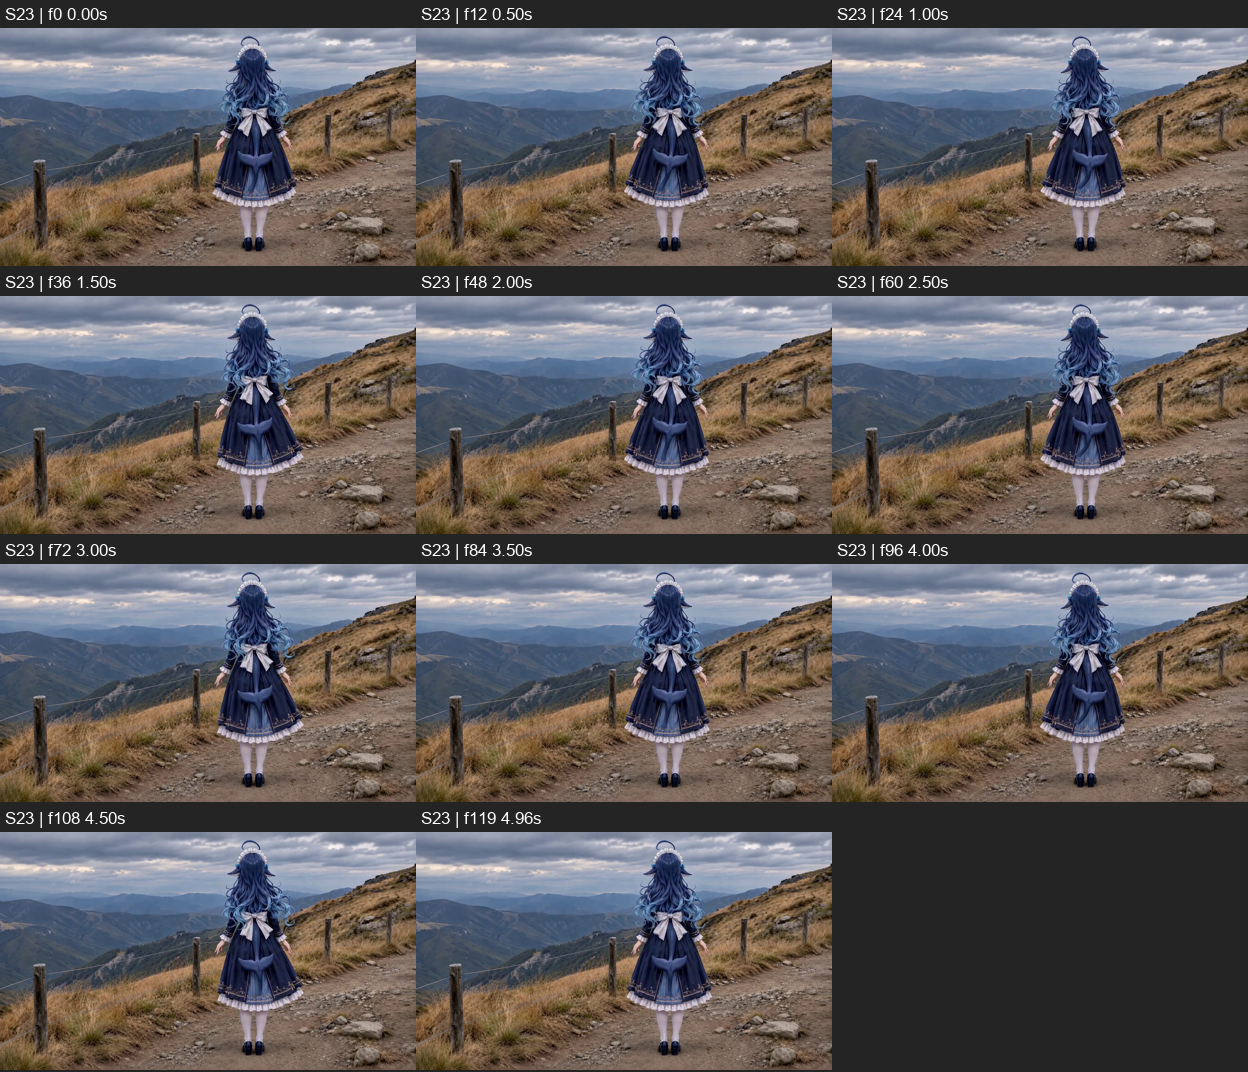 S23 | f0 0.00s
S23 | f12 0.50s
S23 | f24 1.00s
S23 | f36 1.50s
S23 | f48 2.00s
S23 | f60 2.50s
S23 | f72 3.00s
S23 | f84 3.50s
S23 | f96 4.00s
S23 | f108 4.50s
S23 | f119 4.96s